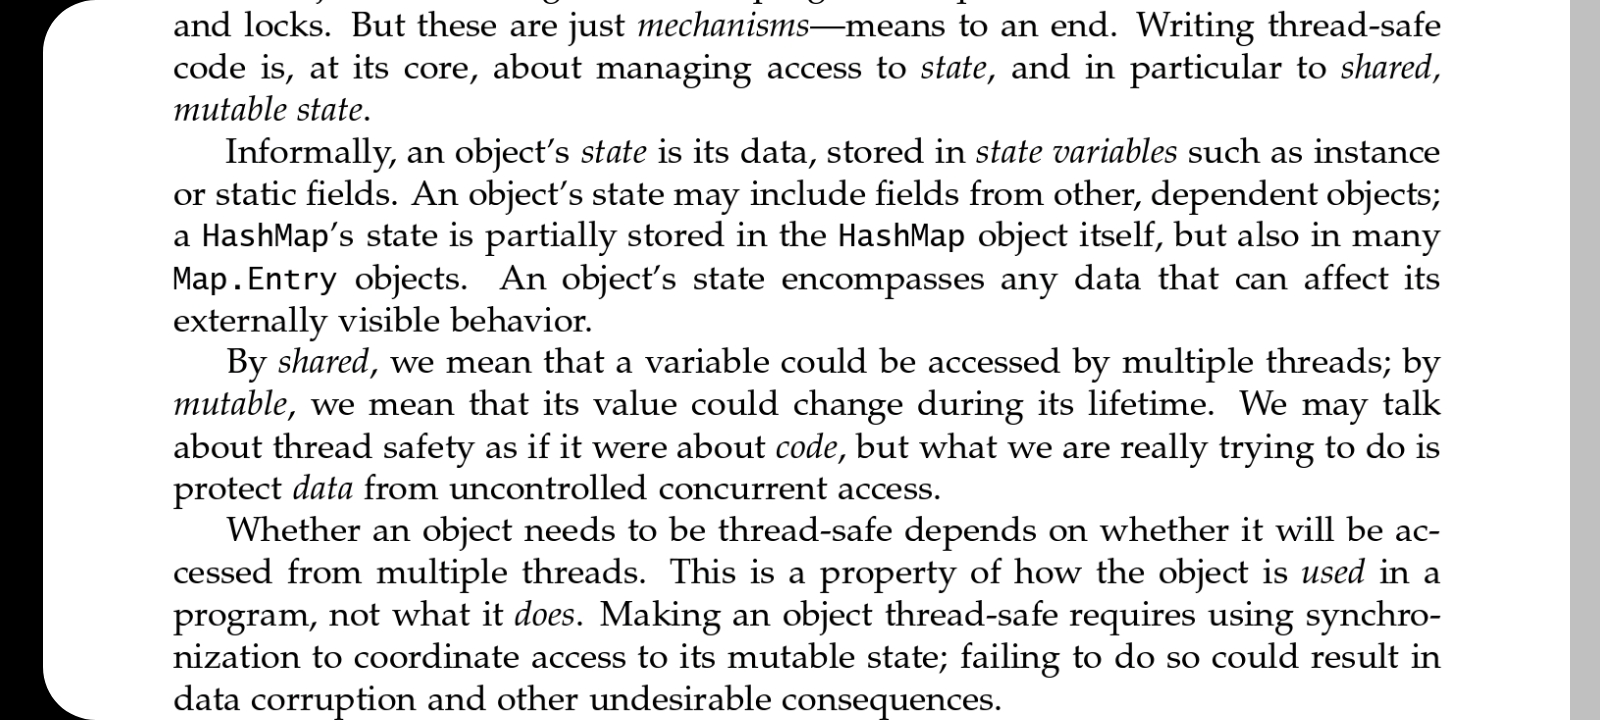 and locks. But these are just mechanisms—means to an end. Writing thread-safe
code is, at its core, about managing access to state, and in particular to shared,
mutable state.
Informally, an object's state is its data, stored in state variables such as instance
or static fields. An object's state may include fields from other, dependent objects;
a HashMap's state is partially stored in the HashMap object itself, but also in many
Map.Entry objects. An object's state encompasses any data that can affect its
externally visible behavior.
By shared, we mean that a variable could be accessed by multiple threads; by
mutable, we mean that its value could change during its lifetime. We may talk
about thread safety as if it were about code, but what we are really trying to do is
protect data from uncontrolled concurrent access.
Whether an object needs to be thread-safe depends on whether it will be ac-
cessed from multiple threads. This is a property of how the object is used in a
program, not what it does. Making an object thread-safe requires using synchro-
nization to coordinate access to its mutable state; failing to do so could result in
data corruption and other undesirable consequences.